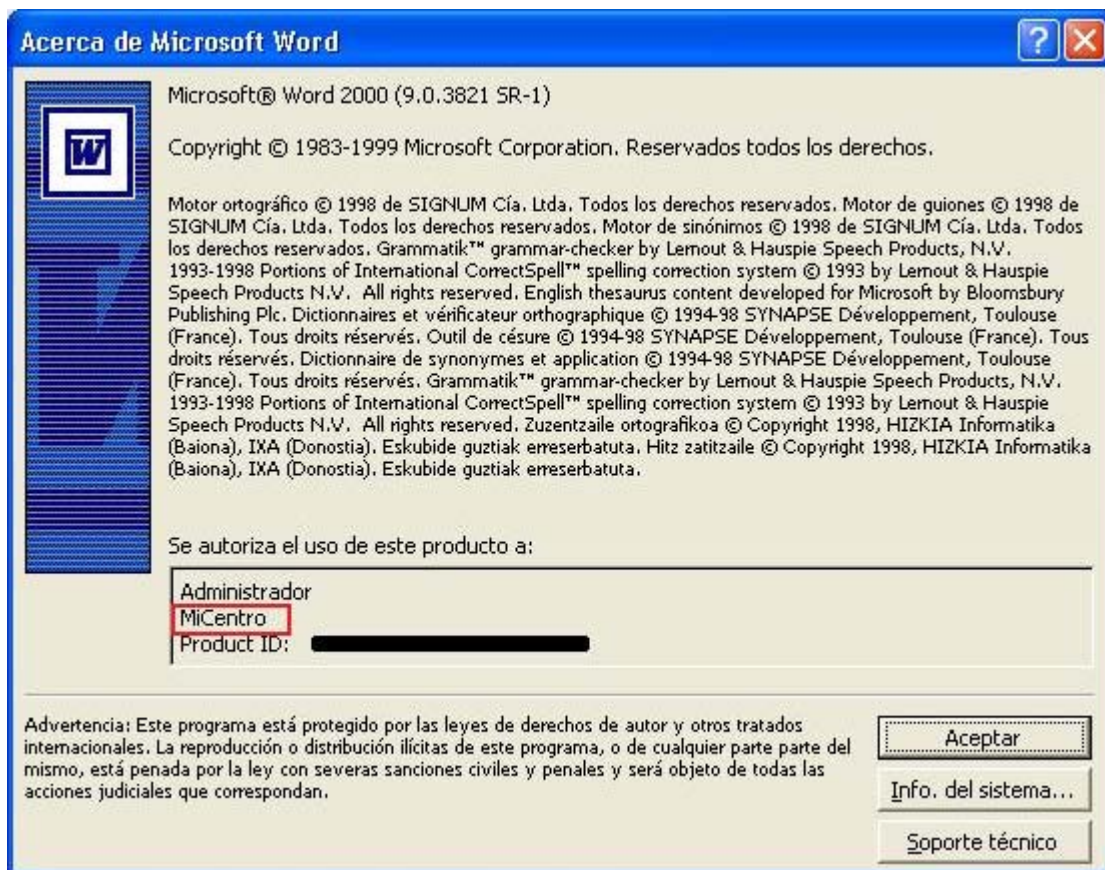 Acerca de Microsoft Word
Microsoft® Word 2000 (9.0.3821 SR-1)
Copyright © 1983-1999 Microsoft Corporation. Reservados todos los derechos.
Motor ortográfico © 1998 de SIGNUM Cía. Ltda. Todos los derechos reservados. Motor de guiones © 1998 de
SIGNUM Cía. Ltda. Todos los derechos reservados. Motor de sinónimos © 1998 de SIGNUM Cía. Ltda. Todos
los derechos reservados. Grammatik™ grammar-checker by Lernout & Hauspie Speech Products, N.V.
1993-1998 Portions of International CorrectSpell™ spelling correction system © 1993 by Lernout & Hauspie
Speech Products N.V. All rights reserved. English thesaurus content developed for Microsoft by Bloomsbury
Publishing Plc. Dictionnaires et vérificateur orthographique © 1994-98 SYNAPSE Développement, Toulouse
(France). Tous droits réservés. Outil de césure © 1994-98 SYNAPSE Développement, Toulouse (France). Tous
droits réservés. Dictionnaire de synonymes et application © 1994-98 SYNAPSE Développement, Toulouse
(France). Tous droits réservés. Grammatik™ grammar-checker by Lernout & Hauspie Speech Products, N.V.
1993-1998 Portions of International CorrectSpell™ spelling correction system © 1993 by Lernout & Hauspie
Speech Products N.V. All rights reserved. Zuzentzaile ortografikoa © Copyright 1998, HIZKIA Informatika
(Baiona), IXA (Donostia). Eskubide guztiak erreserbatuta. Hitz zatitzaile © Copyright 1998, HIZKIA Informatika
(Baiona), IXA (Donostia). Eskubide guztiak erreserbatuta.
Se autoriza el uso de este producto a:
Administrador
MiCentro
Product ID:
Advertencia: Este programa está protegido por las leyes de derechos de autor y otros tratados
internacionales. La reproducción o distribución ilícitas de este programa, o de cualquier parte parte del
mismo, está penada por la ley con severas sanciones civiles y penales y será objeto de todas las
acciones judiciales que correspondan.
Aceptar
Info. del sistema...
Soporte técnico